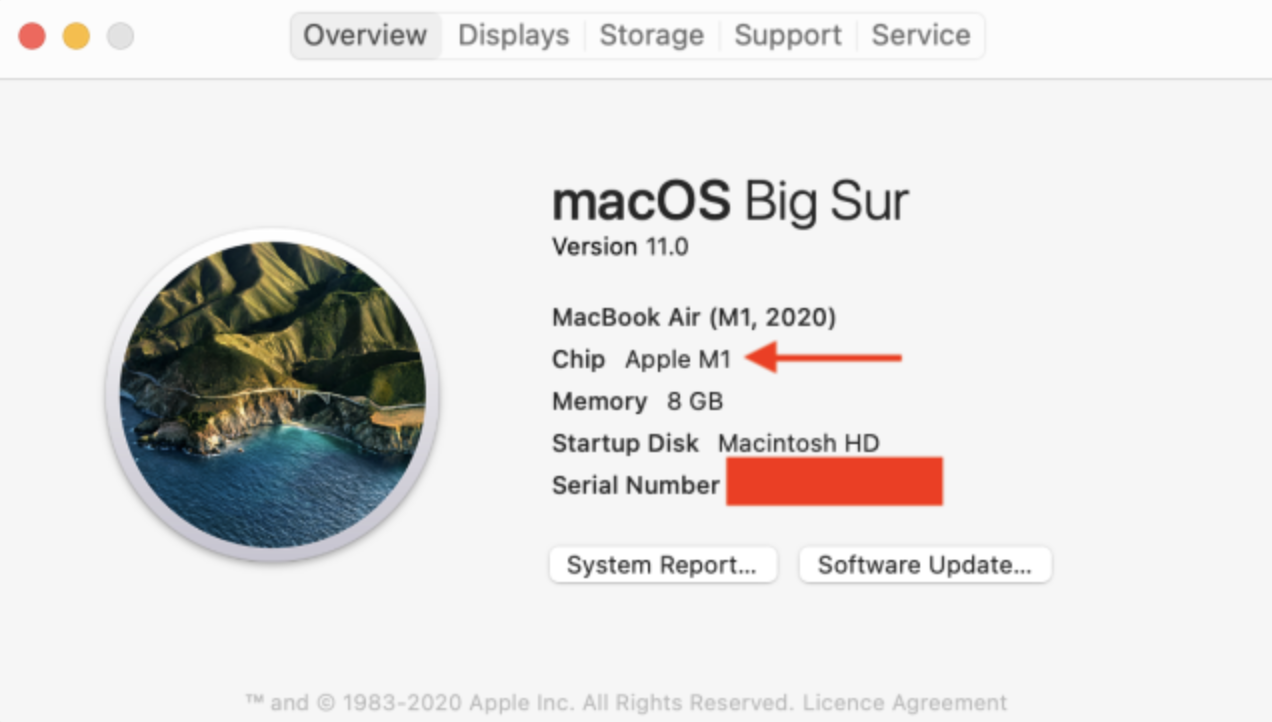 Overview Displays Storage Support Service
macOS Big Sur
Version 11.0
MacBook Air (M1, 2020)
Chip Apple M1
Memory 8 GB
Startup Disk Macintosh HD
Serial Number
System Report... Software Update...
™ and © 1983-2020 Apple Inc. All Rights Reserved. Licence Agreement